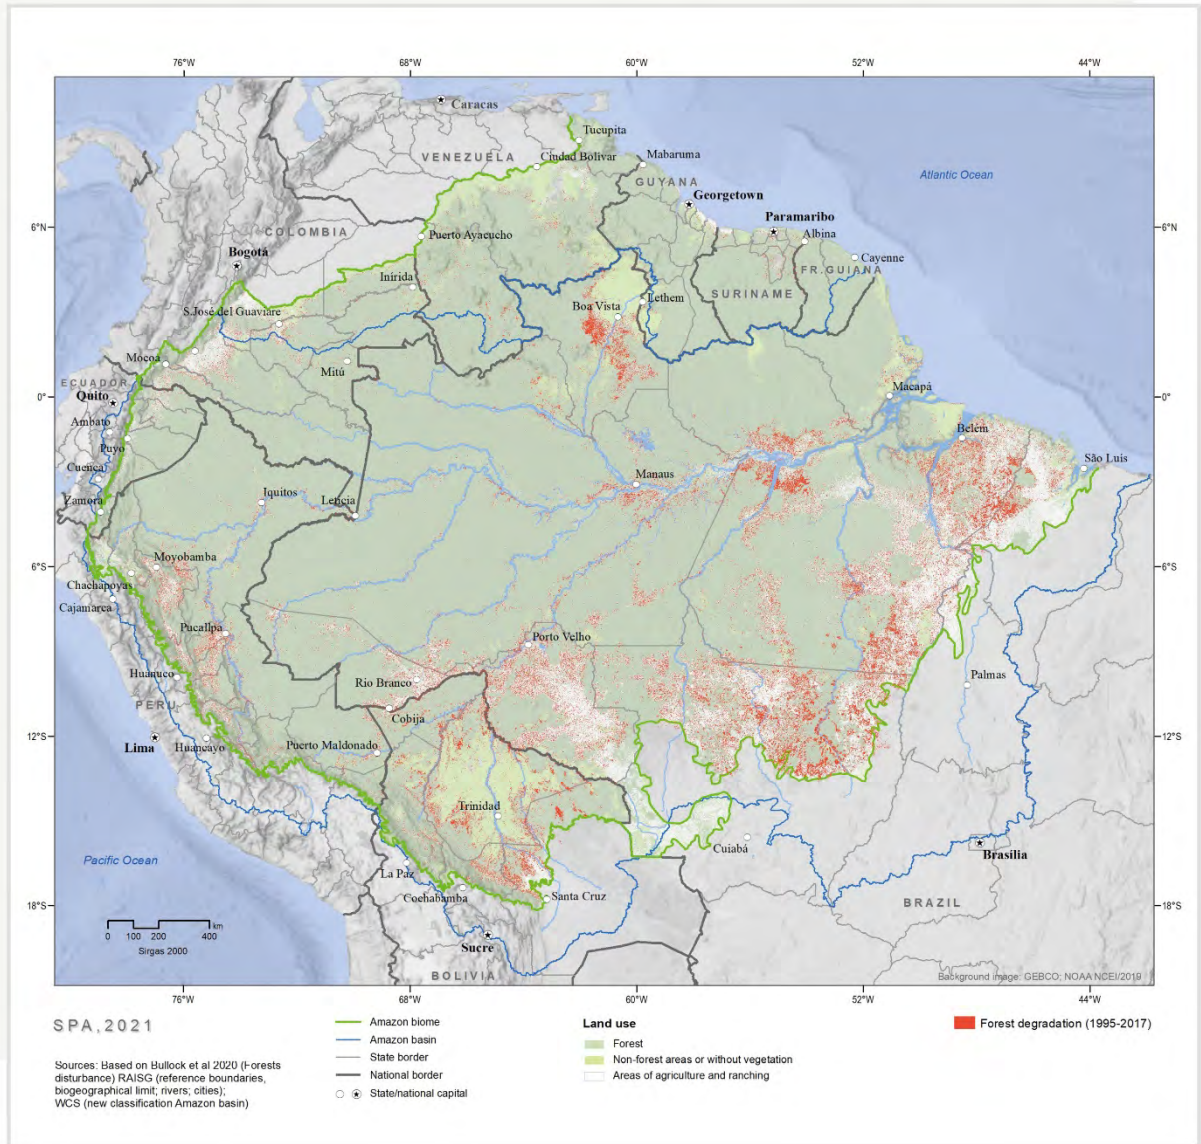 76°W 68°W 60°W 52°W 44°W
Caracas
Tucupita
VENEZUELA
Ciudad Bolivar
Mabaruma
GUYANA
Atlantic Ocean
Georgetown
Paramaribo
6°N
COLOMBIA
Puerto Ayacucho
Albina
6°N
Bogotá
Cayenne
FR.GUIANA
Inírida
Boa Vista
Lethem
SURINAME
S.José del Guaviare
Mocoa
Mitú
ECUADOR
Macapá
Quito
0°
0°
Ambato
Belém
Puyo
São Luis
Cuenca
Manaus
Zamora
Iquitos
Leticia
6°S
Moyobamba
6°S
Chachapoyas
Cajamarca
Pucallpa
Porto Velho
Huanuco
Rio Branco
Palmas
PERU
Cobija
Lima
12°S
Huancayo
Puerto Maldonado
12°S
Trinidad
Pacific Ocean
Cuiabá
Brasilia
La Paz
Cochabamba
Santa Cruz
18°S
BRAZIL
18°S
0 100 200 400 km
Sirgas 2000
Sucre
BOLIVIA
Background image: GEBCO; NOAA NCEI/2019
76°W 68°W 60°W 52°W 44°W
SPA,2021
Sources: Based on Bullock et al 2020 (Forests
disturbance) RAISG (reference boundaries,
biogeographical limit; rivers; cities);
WCS (new classification Amazon basin)
Amazon biome
Amazon basin
State border
National border
State/national capital
Land use
Forest
Non-forest areas or without vegetation
Areas of agriculture and ranching
Forest degradation (1995-2017)